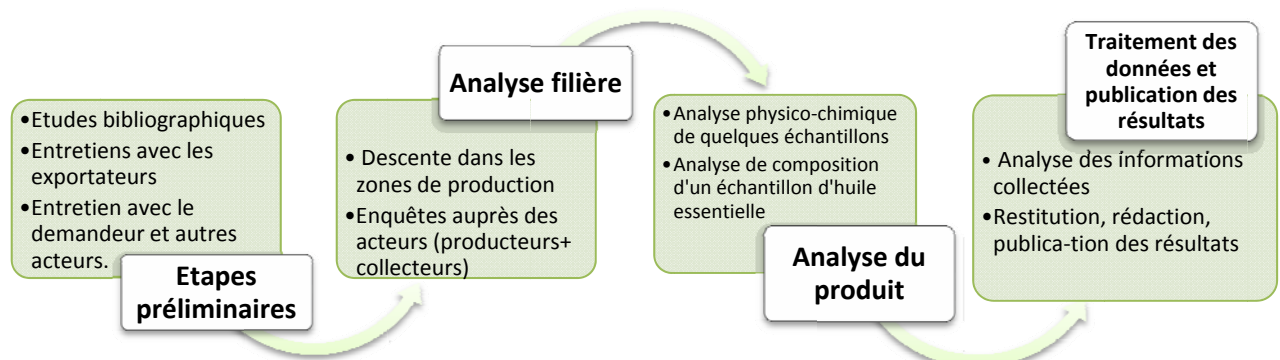 •Etudes bibliographiques
•Entretiens avec les
exportateurs
•Entretien avec le
demandeur et autres
acteurs.
Etapes
préliminaires
Analyse filière
• Descente dans les
zones de production
•Enquêtes auprès des
acteurs (producteurs+
collecteurs)
•Analyse physico-chimique
de quelques échantillons
•Analyse de composition
d'un échantillon d'huile
essentielle
Analyse du
produit
Traitement des
données et
publication des
résultats
• Analyse des informations
collectées
•Restitution, rédaction,
publica-tion des résultats